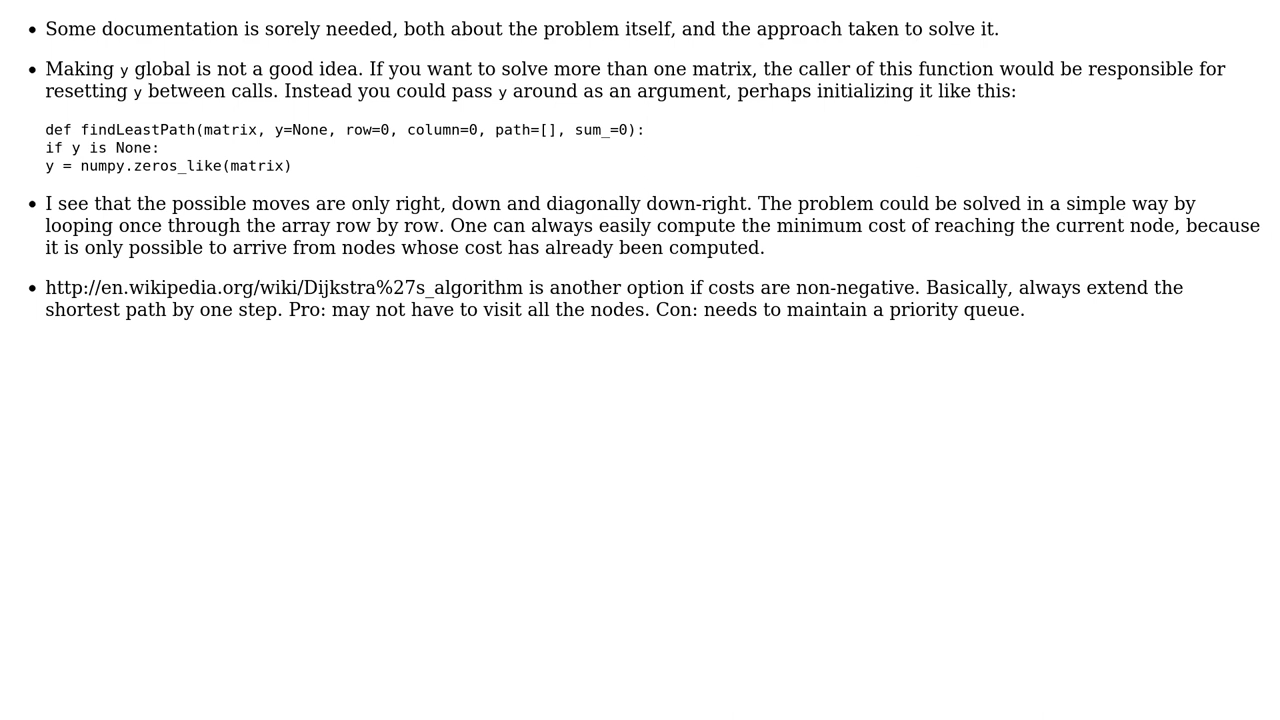 Some documentation is sorely needed, both about the problem itself, and the approach taken to solve it.
Making y global is not a good idea. If you want to solve more than one matrix, the caller of this function would be responsible for
resetting y between calls. Instead you could pass y around as an argument, perhaps initializing it like this:
def findLeastPath(matrix, y=None, row=0, column=0, path=[], sum_=0):
if y is None:
y = numpy.zeros_like(matrix)
I see that the possible moves are only right, down and diagonally down-right. The problem could be solved in a simple way by
looping once through the array row by row. One can always easily compute the minimum cost of reaching the current node, because
it is only possible to arrive from nodes whose cost has already been computed.
http://en.wikipedia.org/wiki/Dijkstra%27s_algorithm is another option if costs are non-negative. Basically, always extend the
shortest path by one step. Pro: may not have to visit all the nodes. Con: needs to maintain a priority queue.